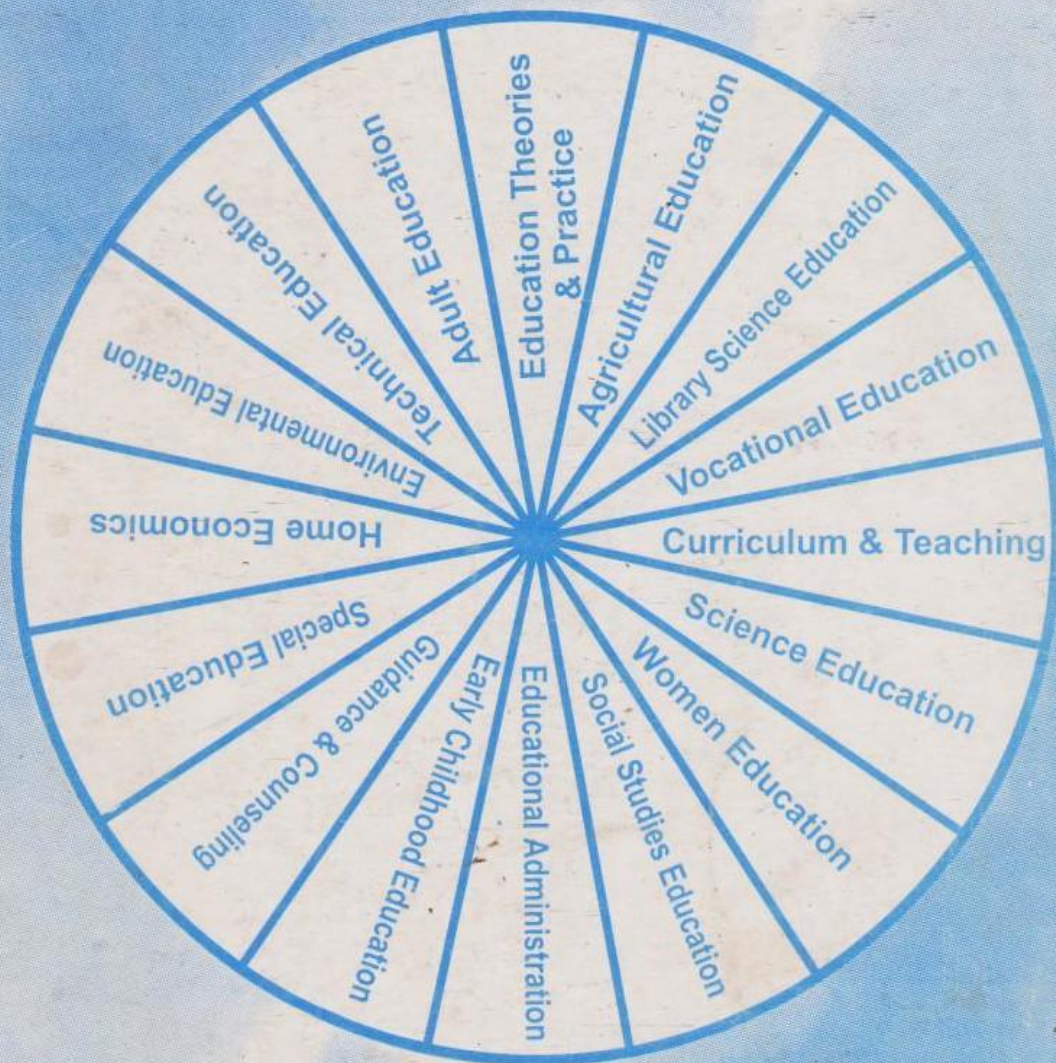 Education Theories
& Practice
Agricultural Education
Library Science Education
Vocational Education
Curriculum & Teaching
Science Education
Women Education
Social Studies Education
Educational Administration
Early Childhood Education
Guidance & Counseling
Special Education
Home Economics
Environmental Education
Technical Education
Adult Education